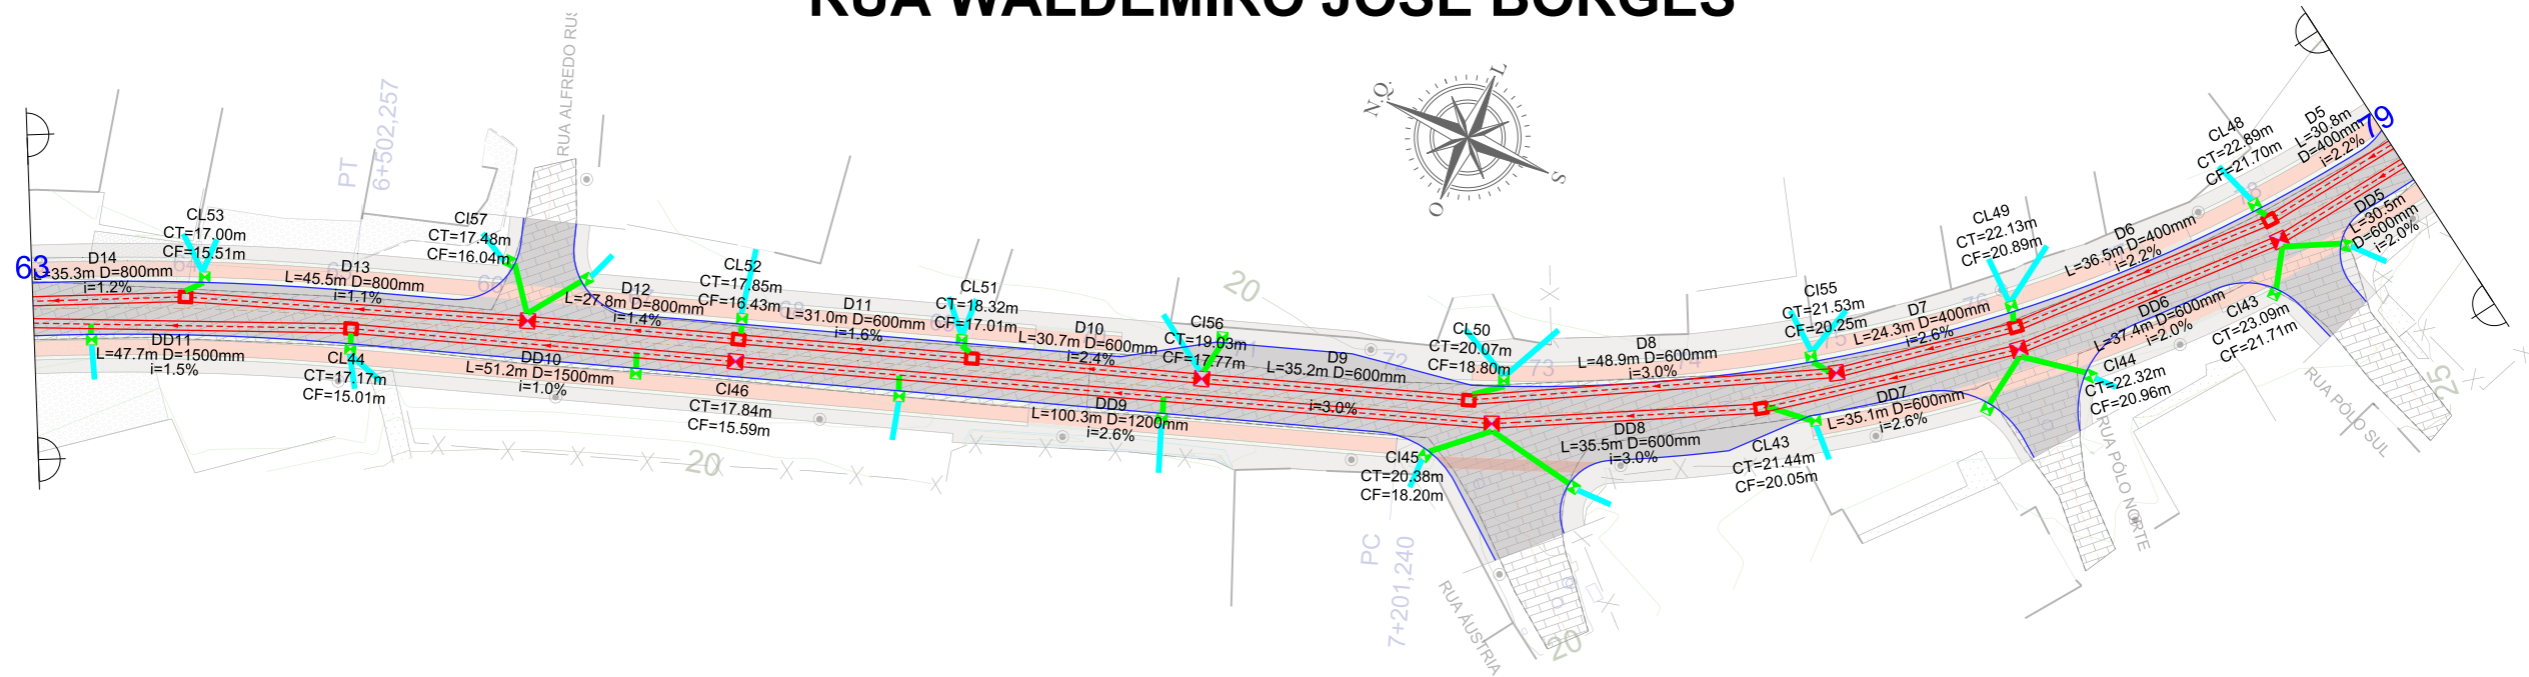 RUA WALDEMIRO JOSÉ BORGES
63
79
PT
6+502,257
RUA ALFREDO RUS
N.Q.
L
S
O
CL53
CT=17.00m
CF=15.51m
D14
L=35.3m D=800mm
i=1.2%
D13
L=45.5m D=800mm
i=1.1%
CI57
CT=17.48m
CF=16.04m
D12
L=27.8m D=800mm
i=1.4%
CL52
CT=17.85m
CF=16.43m
D11
L=31.0m D=600mm
i=1.6%
CL51
CT=18.32m
CF=17.01m
D10
L=30.7m D=600mm
i=2.4%
CI56
CT=19.03m
CF=17.77m
D9
L=35.2m D=600mm
i=3.0%
CL50
CT=20.07m
CF=18.80m
D8
L=48.9m D=600mm
i=3.0%
CI55
CT=21.53m
CF=20.25m
D7
L=24.3m D=400mm
i=2.6%
CL49
CT=22.13m
CF=20.89m
D6
L=36.5m D=400mm
i=2.2%
CL48
CT=22.89m
CF=21.70m
D5
L=30.8m
D=400mm
i=2.2%
DD5
L=30.5m
D=600mm
i=2.0%
DD6
L=37.4m D=600mm
i=2.0%
CI43
CT=23.09m
CF=21.71m
CI44
CT=22.32m
CF=20.96m
DD7
L=35.1m D=600mm
i=2.6%
CL43
CT=21.44m
CF=20.05m
DD8
L=35.5m D=600mm
i=3.0%
CI45
CT=20.38m
CF=18.20m
DD9
L=100.3m D=1200mm
i=2.6%
CI46
CT=17.84m
CF=15.59m
DD10
L=51.2m D=1500mm
i=1.0%
CL44
CT=17.17m
CF=15.01m
DD11
L=47.7m D=1500mm
i=1.5%
20
20
20
25
72
73
74
PC
7+201,240
RUA ÁUSTRIA
RUA PÓLO NORTE
RUA PÓLO SUL